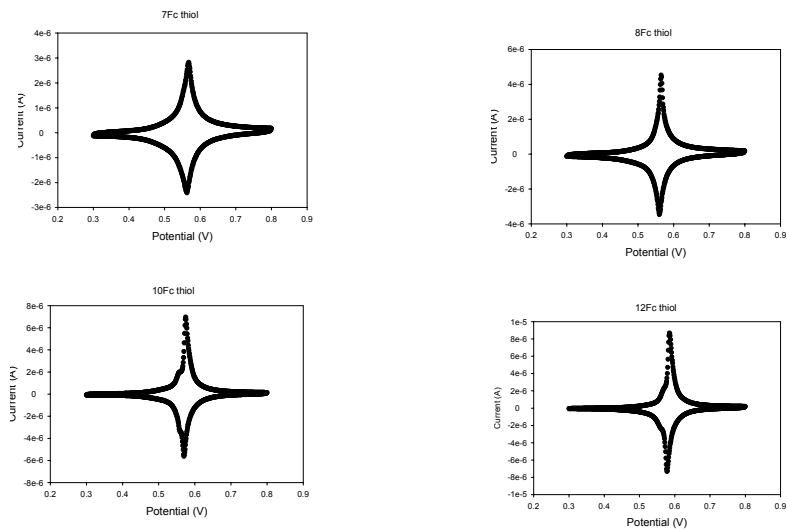 7Fc thiol
4e-6
3e-6
2e-6
1e-6
0
-1e-6
-2e-6
-3e-6
0.2 0.3 0.4 0.5 0.6 0.7 0.8 0.9
Potential (V)
Current (A)
8Fc thiol
6e-6
4e-6
2e-6
0
-2e-6
-4e-6
0.2 0.3 0.4 0.5 0.6 0.7 0.8 0.9
Potential (V)
Current (A)
10Fc thiol
8e-6
6e-6
4e-6
2e-6
0
-2e-6
-4e-6
-6e-6
-8e-6
0.2 0.3 0.4 0.5 0.6 0.7 0.8 0.9
Potential (V)
Current (A)
12Fc thiol
1e-5
8e-6
6e-6
4e-6
2e-6
0
-2e-6
-4e-6
-6e-6
-8e-6
-1e-5
0.2 0.3 0.4 0.5 0.6 0.7 0.8 0.9
Potential (V)
Current (A)